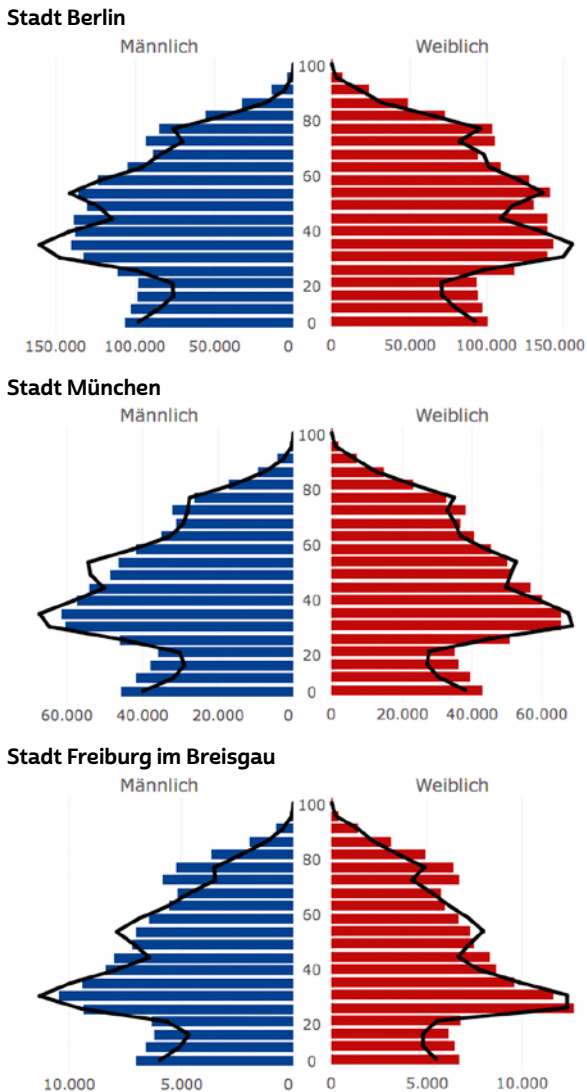 Stadt Berlin
Männlich Weiblich
100
80
60
40
20
0
150.000 100.000 50.000 0 0 50.000 100.000 150.000
Stadt München
Männlich Weiblich
100
80
60
40
20
0
60.000 40.000 20.000 0 0 20.000 40.000 60.000
Stadt Freiburg im Breisgau
Männlich Weiblich
100
80
60
40
20
0
10.000 5.000 0 0 5.000 10.000